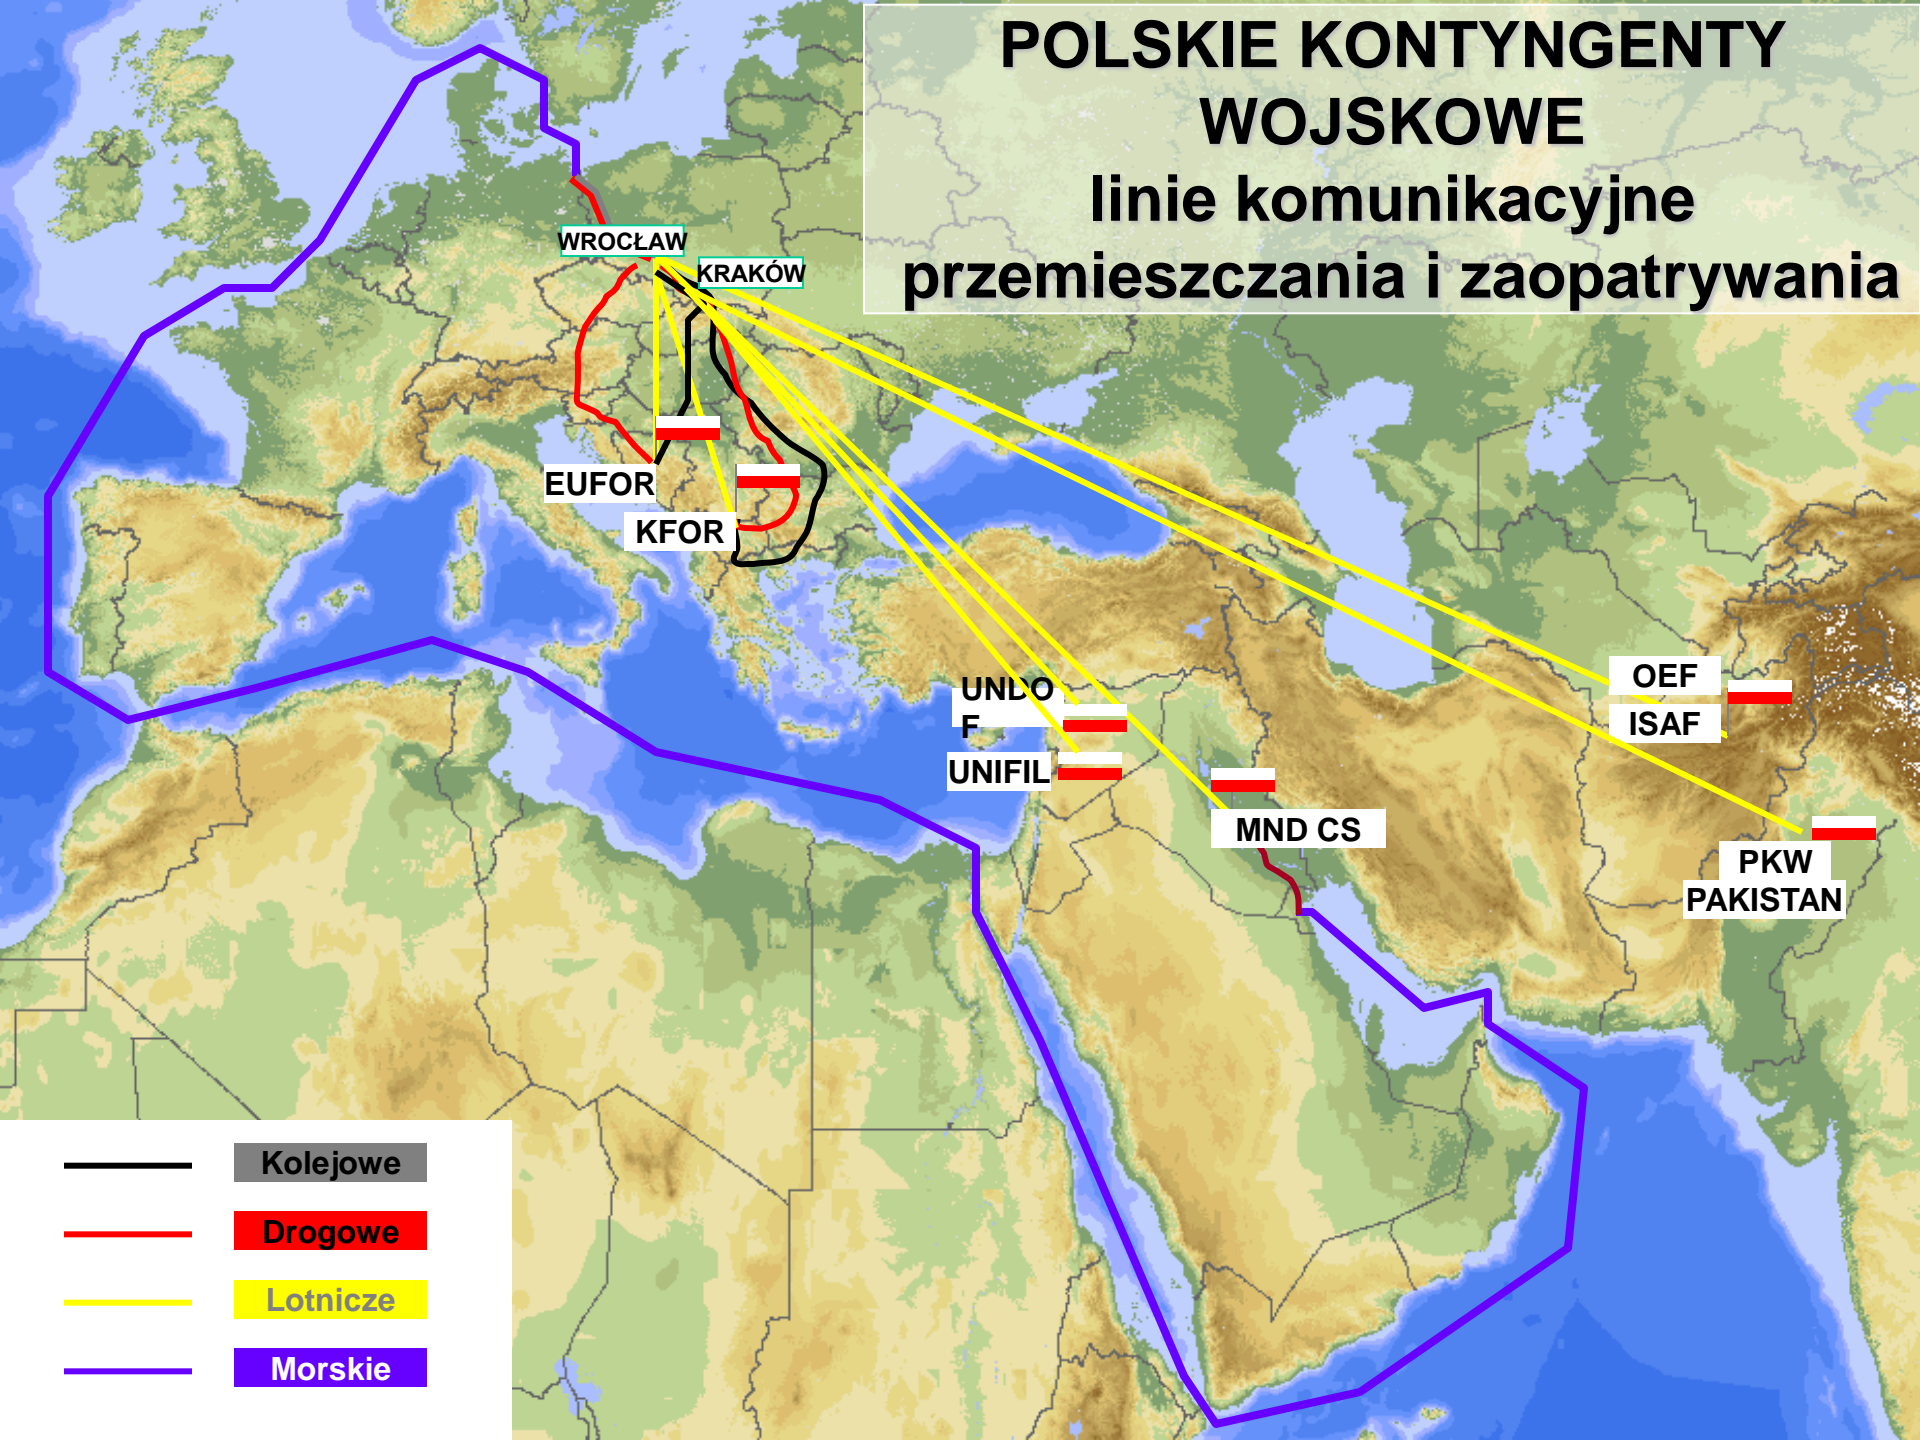 POLSKIE KONTYNGENTY
WOJSKOWE
linie komunikacyjne
przemieszczania i zaopatrywania
WROCŁAW
KRAKÓW
EUFOR
KFOR
UNDO
F
UNIFIL
MND CS
OEF
ISAF
PKW
PAKISTAN
Kolejowe
Drogowe
Lotnicze
Morskie